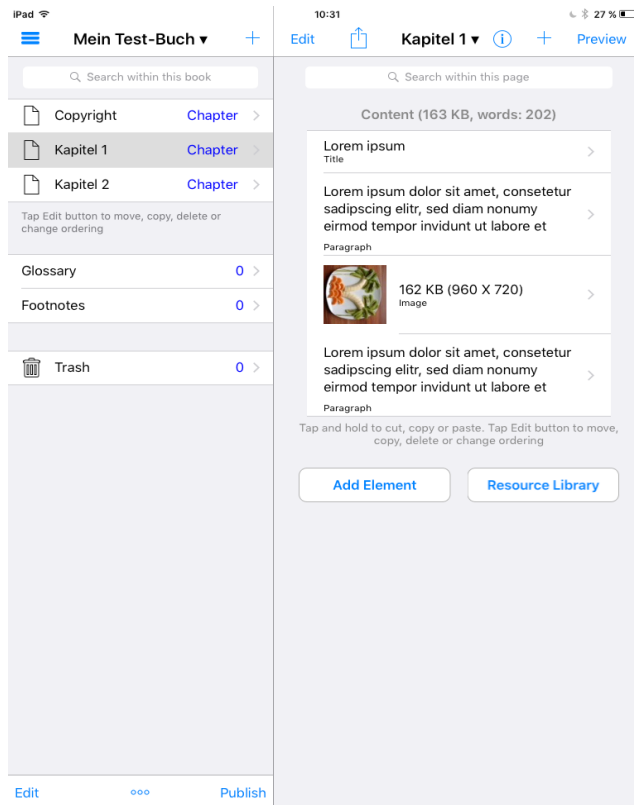 iPad
10:31
27 %
Mein Test-Buch ▾
+
Edit
Kapitel 1 ▾
+
Preview
Search within this book
Copyright
Chapter
Kapitel 1
Chapter
Kapitel 2
Chapter
Tap Edit button to move, copy, delete or
change ordering
Glossary
0
Footnotes
0
Trash
0
Edit
Publish
Search within this page
Content (163 KB, words: 202)
Lorem ipsum
Title
Lorem ipsum dolor sit amet, consetetur
sadipscing elitr, sed diam nonumy
eirmod tempor invidunt ut labore et
Paragraph
162 KB (960 X 720)
Image
Lorem ipsum dolor sit amet, consetetur
sadipscing elitr, sed diam nonumy
eirmod tempor invidunt ut labore et
Paragraph
Tap and hold to cut, copy or paste. Tap Edit button to move,
copy, delete or change ordering
Add Element
Resource Library